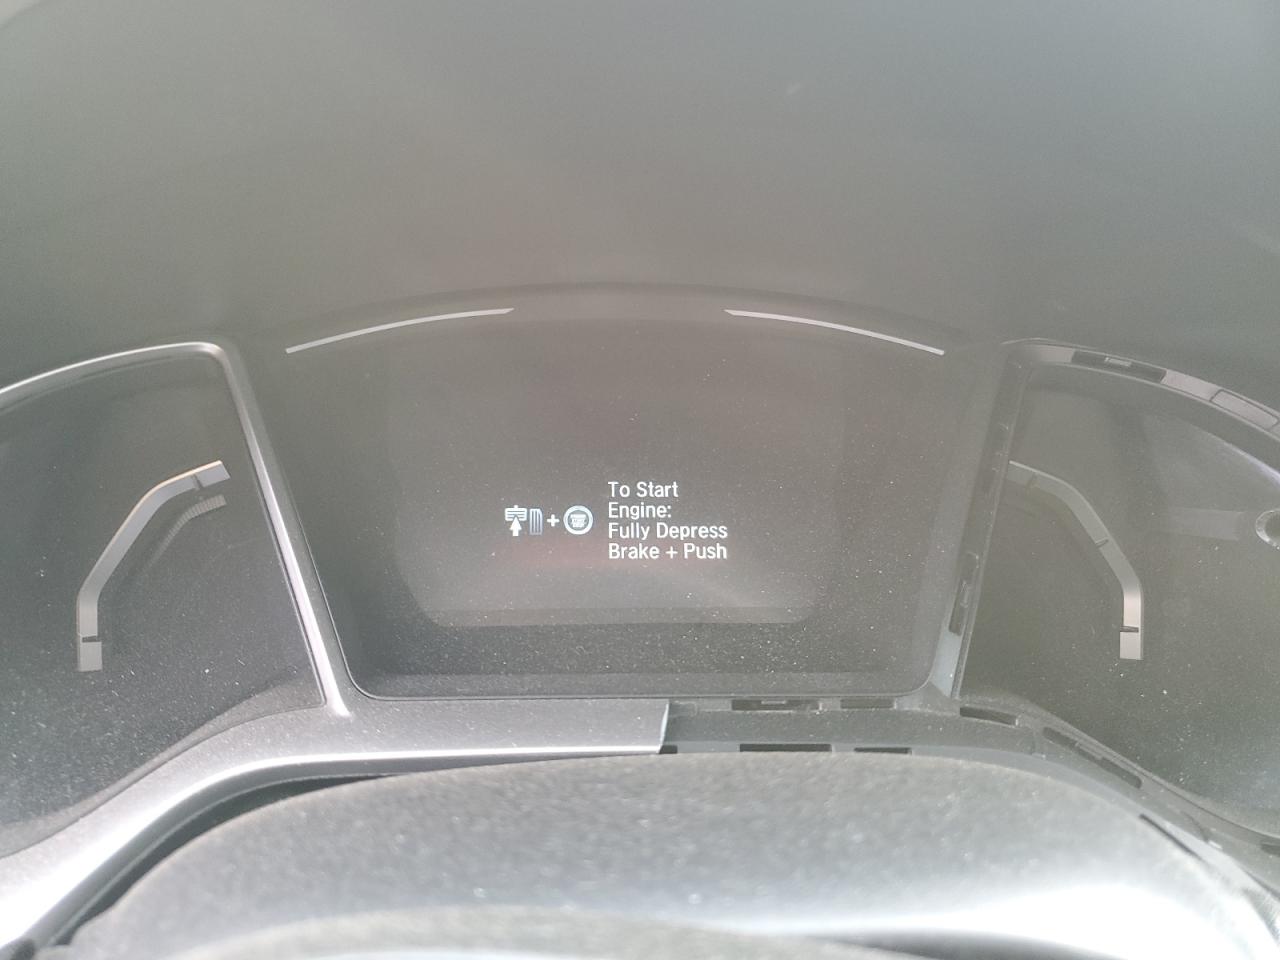 To Start
Engine:
Fully Depress
Brake + Push